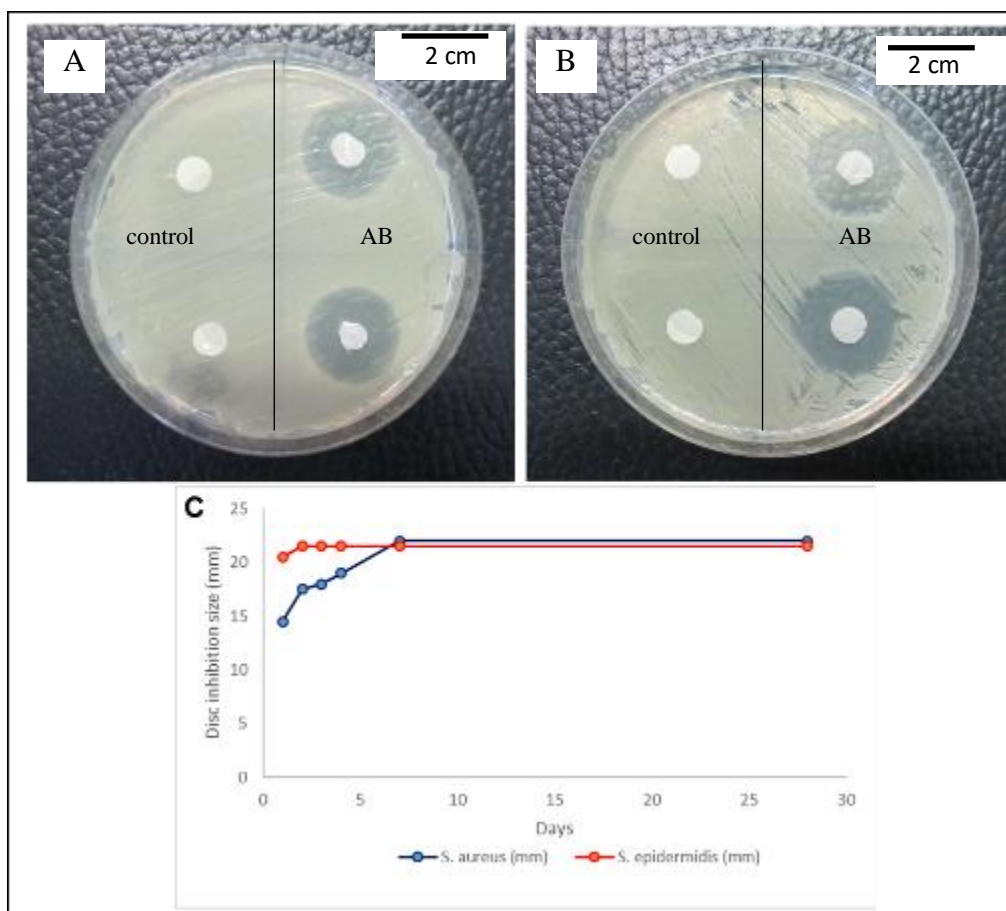 A
2 cm
control
AB
B
2 cm
control
AB
C
Disc inhibition size (mm)
25
20
15
10
5
0
0 5 10 15 20 25 30
Days
S. aureus (mm) S. epidermidis (mm)